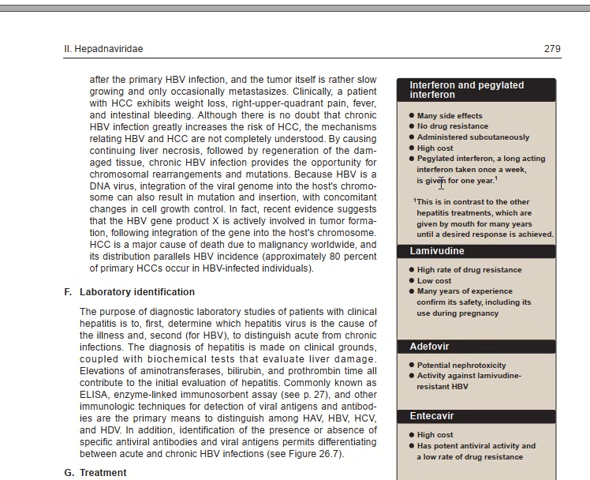 II. Hepadnaviridae
279
after the primary HBV infection, and the tumor itself is rather slow
growing and only occasionally metastasizes. Clinically, a patient
with HCC exhibits weight loss, right-upper-quadrant pain, fever,
and intestinal bleeding. Although there is no doubt that chronic
HBV infection greatly increases the risk of HCC, the mechanisms
relating HBV and HCC are not completely understood. By causing
continuing liver necrosis, followed by regeneration of the dam-
aged tissue, chronic HBV infection provides the opportunity for
chromosomal rearrangements and mutations. Because HBV is a
DNA virus, integration of the viral genome into the host's chromo-
some can also result in mutation and insertion, with concomitant
changes in cell growth control. In fact, recent evidence suggests
that the HBV gene product X is actively involved in tumor forma-
tion, following integration of the gene into the host's chromosome.
HCC is a major cause of death due to malignancy worldwide, and
its distribution parallels HBV incidence (approximately 80 percent
of primary HCCs occur in HBV-infected individuals).
F. Laboratory identification
The purpose of diagnostic laboratory studies of patients with clinical
hepatitis is to, first, determine which hepatitis virus is the cause of
the illness and, second (for HBV), to distinguish acute from chronic
infections. The diagnosis of hepatitis is made on clinical grounds,
coupled with biochemical tests that evaluate liver damage.
Elevations of aminotransferases, bilirubin, and prothrombin time all
contribute to the initial evaluation of hepatitis. Commonly known as
ELISA, enzyme-linked immunosorbent assay (see p. 27), and other
immunologic techniques for detection of viral antigens and antibod-
ies are the primary means to distinguish among HAV, HBV, HCV,
and HDV. In addition, identification of the presence or absence of
specific antiviral antibodies and viral antigens permits differentiating
between acute and chronic HBV infections (see Figure 26.7).
G. Treatment
Interferon and pegylated
interferon
● Many side effects
● No drug resistance
● Administered subcutaneously
● High cost
● Pegylated interferon, a long acting
interferon taken once a week,
is given for one year.¹
¹This is in contrast to the other
hepatitis treatments, which are
given by mouth for many years
until a desired response is achieved.
Lamivudine
● High rate of drug resistance
● Low cost
● Many years of experience
confirm its safety, including its
use during pregnancy
Adefovir
● Potential nephrotoxicity
● Activity against lamivudine-
resistant HBV
Entecavir
● High cost
● Has potent antiviral activity and
a low rate of drug resistance